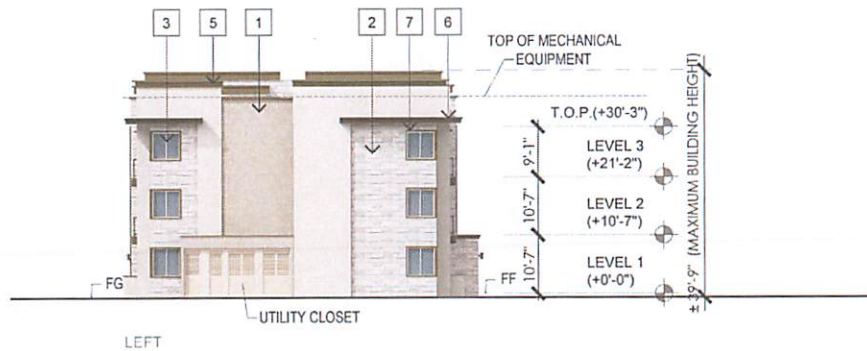 3 5 1 2 7 6
TOP OF MECHANICAL
EQUIPMENT
T.O.P.(+30'-3")
9'-1"
LEVEL 3
(+21'-2")
10'-7"
LEVEL 2
(+10'-7")
10'-7"
LEVEL 1
(+0'-0")
± 39'-9" (MAXIMUM BUILDING HEIGHT)
FG
FF
UTILITY CLOSET
LEFT